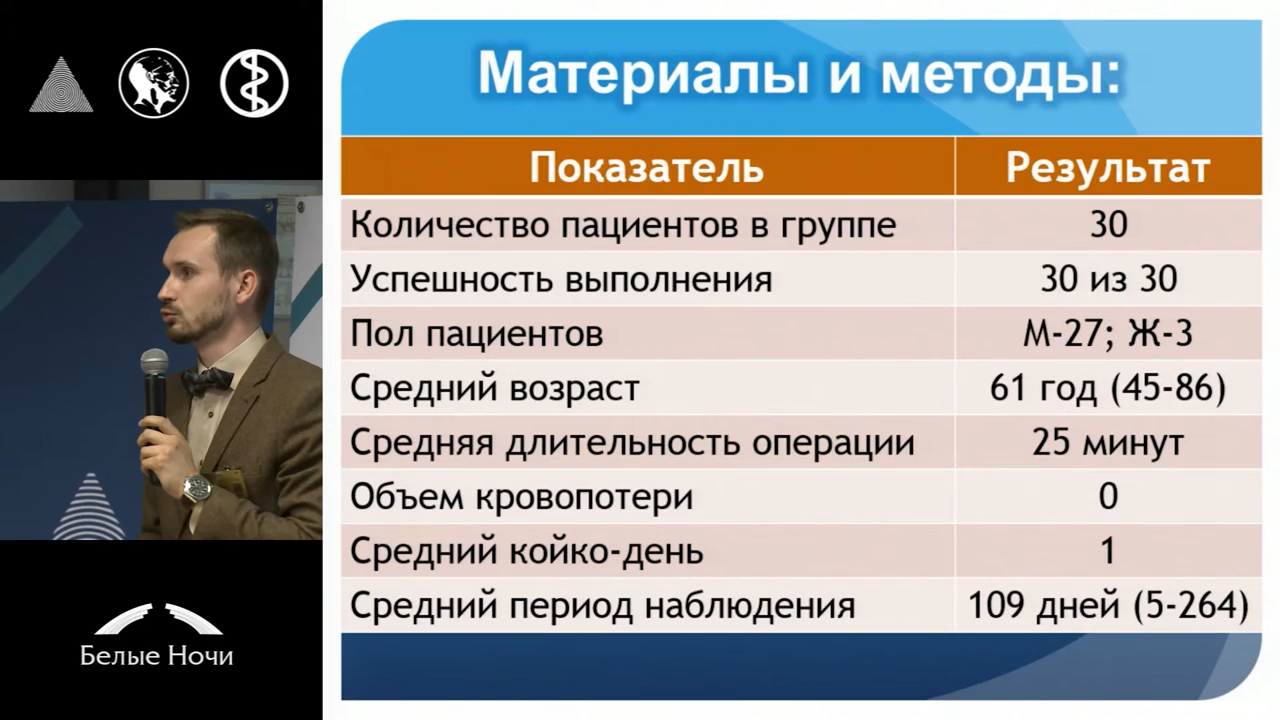 Материалы и методы:
Показатель Результат
Количество пациентов в группе 30
Успешность выполнения 30 из 30
Пол пациентов М-27; Ж-3
Средний возраст 61 год (45-86)
Средняя длительность операции 25 минут
Объем кровопотери 0
Средний койко-день 1
Средний период наблюдения 109 дней (5-264)
Белые Ночи